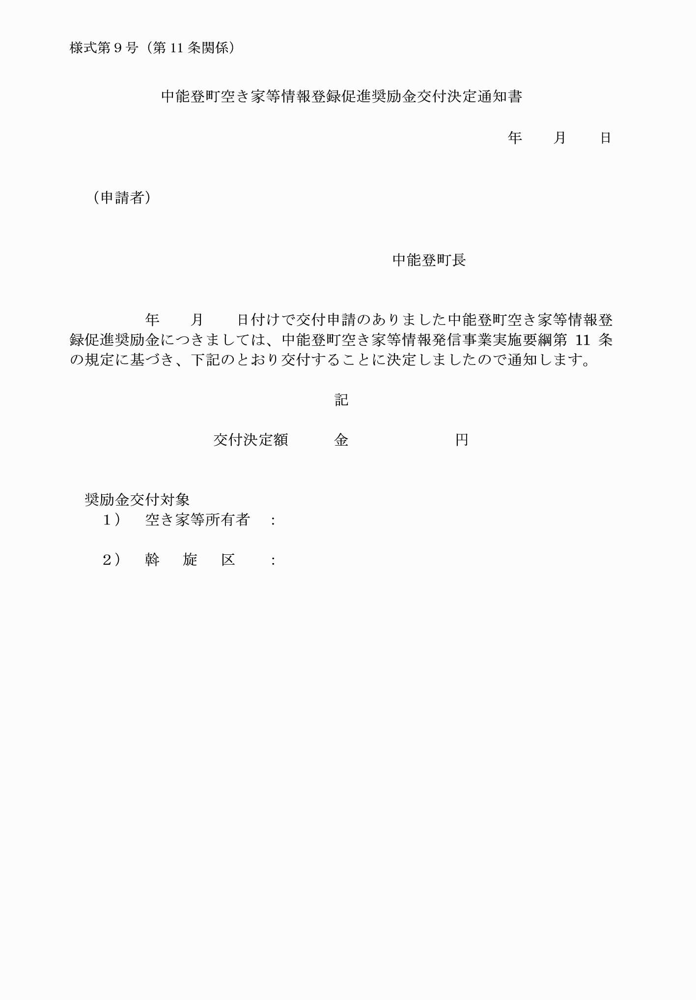 様式第９号（第 11 条関係）
中能登町空き家等情報登録促進奨励金交付決定通知書
年　　月　　日
（申請者）
中能登町長
年　　月　　日付けで交付申請のありました中能登町空き家等情報登
録促進奨励金につきましては、中能登町空き家等情報発信事業実施要綱第 11 条
の規定に基づき、下記のとおり交付することに決定しましたので通知します。
記
交付決定額　　　金　　　　　　　円
奨励金交付対象
１）　空き家等所有者　：
２）　斡　旋　区　　：